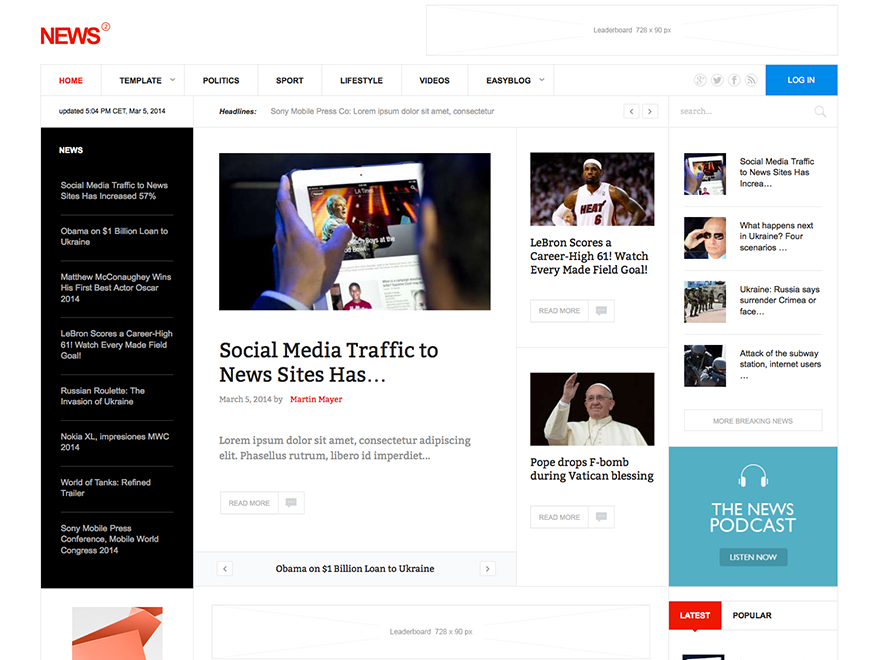 NEWS 2
Leaderboard 728 x 90 px
HOME TEMPLATE POLITICS SPORT LIFESTYLE VIDEOS EASYBLOG LOG IN
updated 5:04 PM CET, Mar 5, 2014
Headlines: Sony Mobile Press Co: Lorem ipsum dolor sit amet, consectetur
search...
NEWS
Social Media Traffic to News
Sites Has Increased 57%
Obama on $1 Billion Loan to
Ukraine
Matthew McConaughey Wins
His First Best Actor Oscar
2014
LeBron Scores a Career-High
61! Watch Every Made Field
Goal!
Russian Roulette: The
Invasion of Ukraine
Nokia XL, impresiones MWC
2014
World of Tanks: Refined
Trailer
Sony Mobile Press
Conference, Mobile World
Congress 2014
LA Times
Social Media Traffic to
News Sites Has...
March 5, 2014 by Martin Mayer
Lorem ipsum dolor sit amet, consectetur adipiscing
elit. Phasellus rutrum, libero id imperdiet...
READ MORE
Obama on $1 Billion Loan to Ukraine
HEAT
6
LeBron Scores a
Career-High 61! Watch
Every Made Field Goal!
READ MORE
Pope drops F-bomb
during Vatican blessing
READ MORE
Social Media Traffic
to News Sites Has
Increa...
What happens next
in Ukraine? Four
scenarios ...
Ukraine: Russia says
surrender Crimea or
face...
Attack of the subway
station, internet users
...
MORE BREAKING NEWS
THE NEWS
PODCAST
LISTEN NOW
Leaderboard 728 x 90 px
LATEST POPULAR